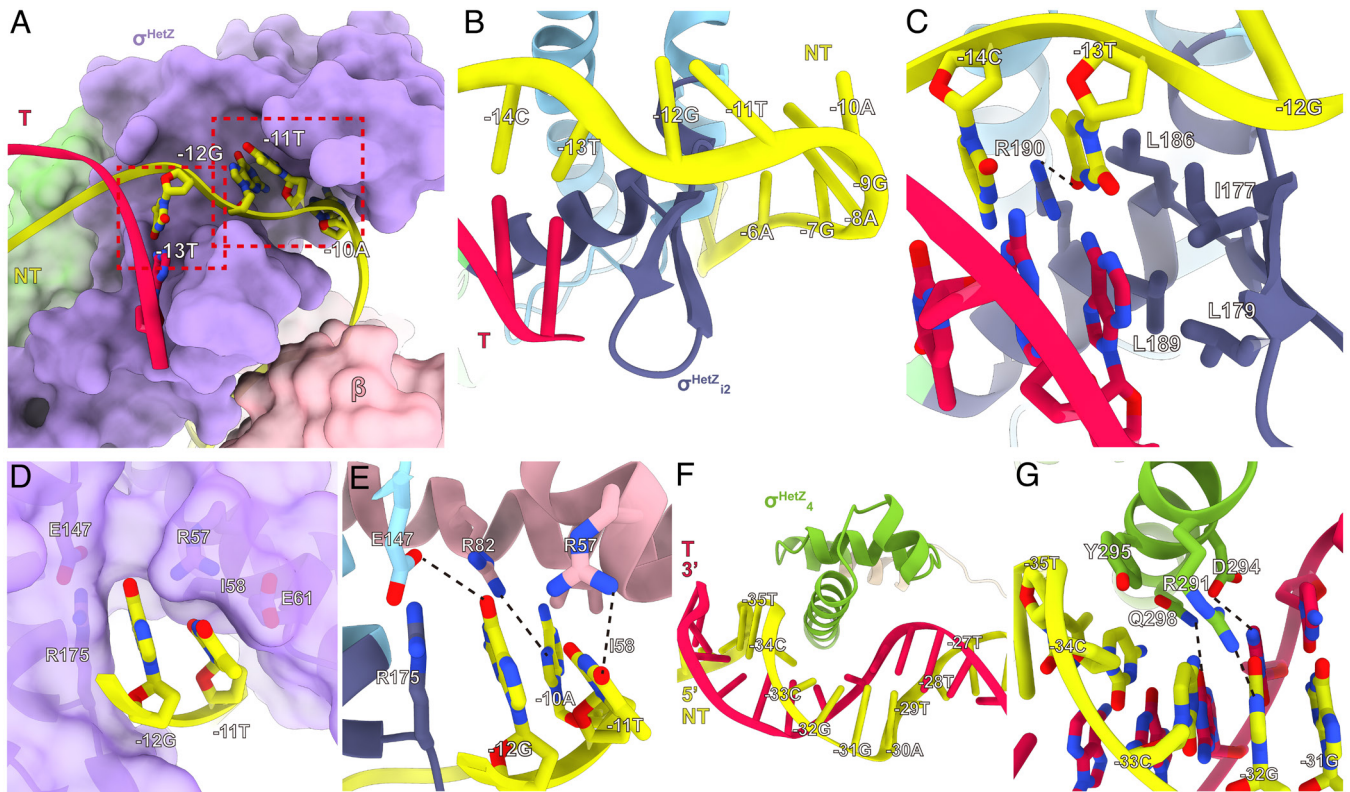 A
σHetZ
T
-11T
-12G
-13T
-10A
NT
β
B
NT
-14C
-13T
-12G
-11T
-10A
-9G
-8A
-7G
-6A
T
σHetZi2
C
-14C
-13T
-12G
R190
L186
I177
L179
L189
D
E147
R57
I58
E61
R175
-12G
-11T
E
E147
R82
R57
I58
R175
-10A
-11T
-12G
F
σHetZ4
T
3'
-35T
-34C
-33C
-32G
-31G
-30A
-29T
-28T
-27T
5'
NT
G
-35T
Y295
D294
R291
Q298
-34C
-33C
-32G
-31G